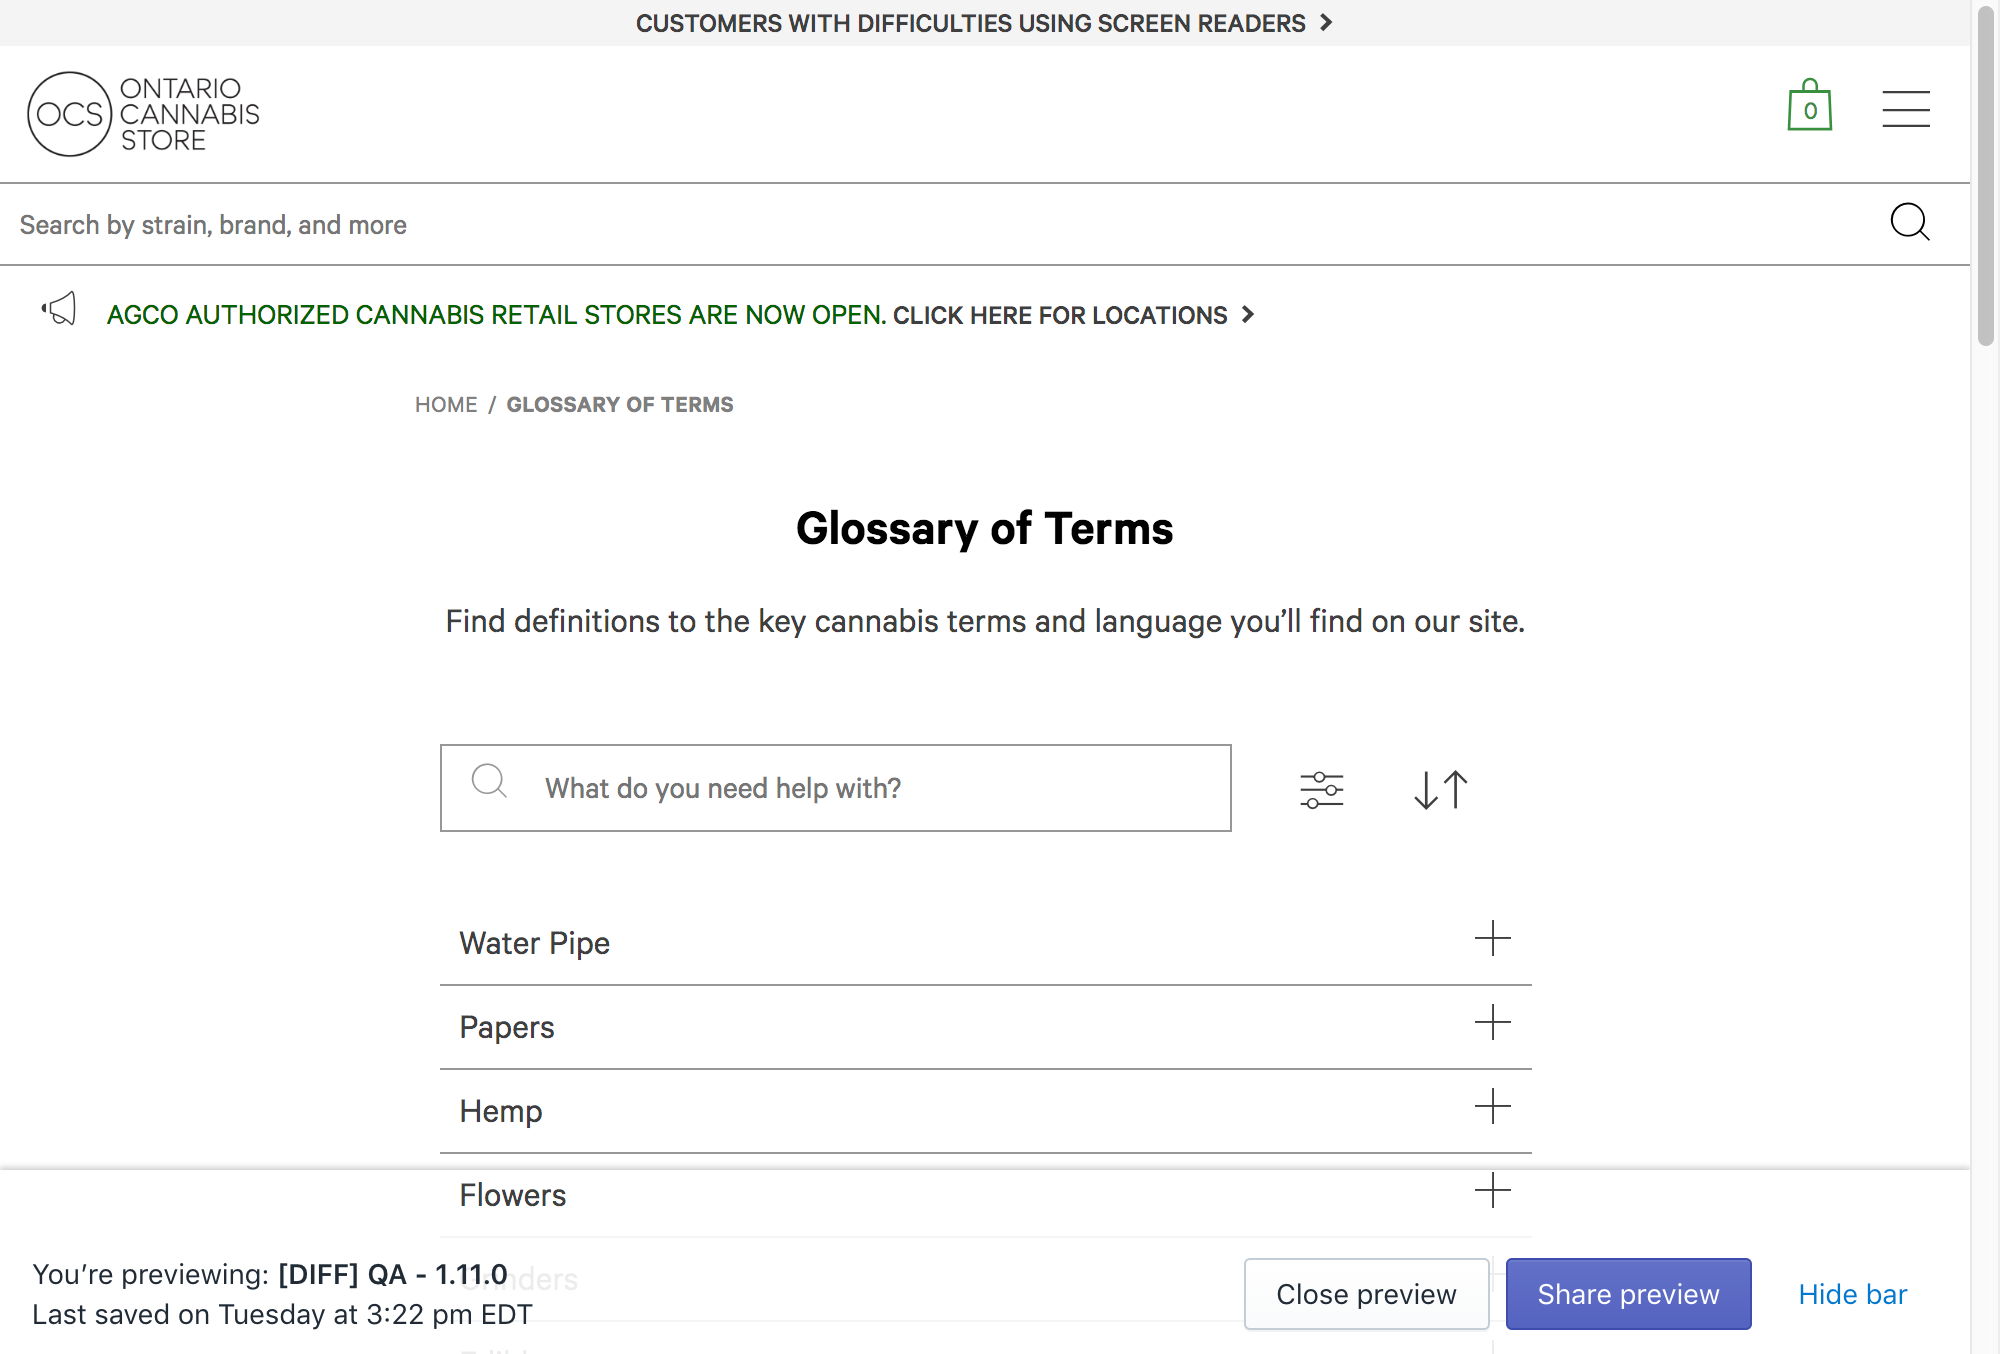 CUSTOMERS WITH DIFFICULTIES USING SCREEN READERS
OCS
ONTARIO
CANNABIS
STORE
0
Search by strain, brand, and more
AGCO AUTHORIZED CANNABIS RETAIL STORES ARE NOW OPEN. CLICK HERE FOR LOCATIONS
HOME / GLOSSARY OF TERMS
Glossary of Terms
Find definitions to the key cannabis terms and language you’ll find on our site.
What do you need help with?
Water Pipe
Papers
Hemp
Flowers
Grinders
You’re previewing: [DIFF] QA - 1.11.0
Last saved on Tuesday at 3:22 pm EDT
Close preview
Share preview
Hide bar